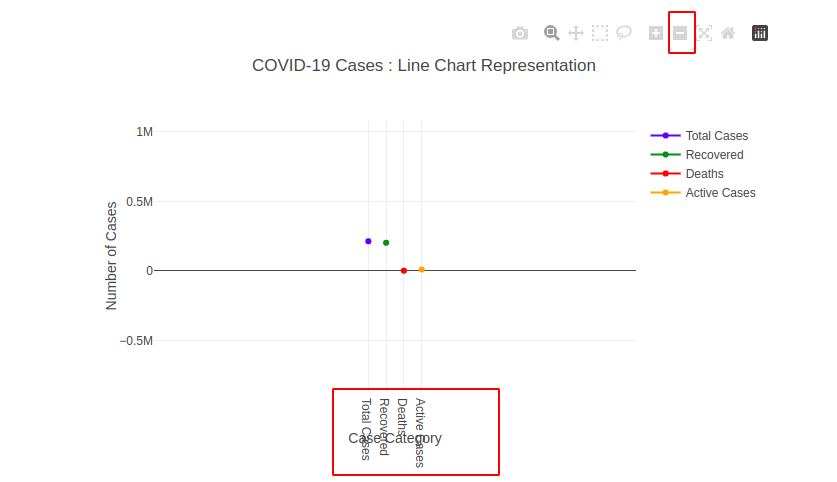 COVID-19 Cases : Line Chart Representation
1M
0.5M
0
−0.5M
Number of Cases
Total Cases
Recovered
Deaths
Active Cases
Total Cases
Recovered
Deaths
Active Cases
Case Category